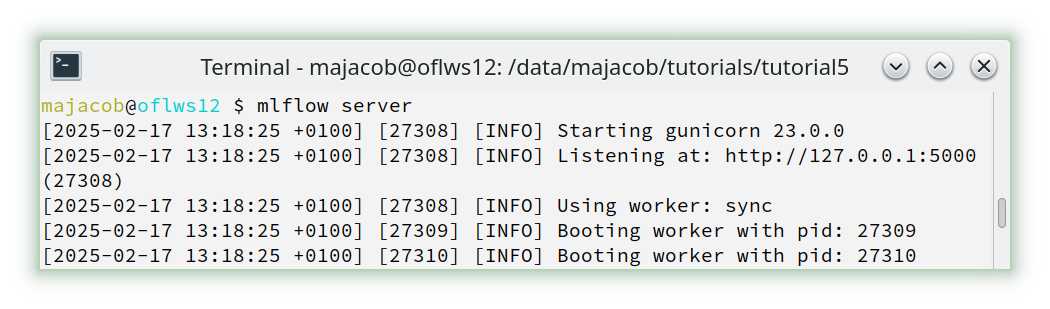 >_
Terminal - majacob@oflws12: /data/majacob/tutorials/tutorial5
majacob@oflws12 $ mlflow server
[2025-02-17 13:18:25 +0100] [27308] [INFO] Starting gunicorn 23.0.0
[2025-02-17 13:18:25 +0100] [27308] [INFO] Listening at: http://127.0.0.1:5000
(27308)
[2025-02-17 13:18:25 +0100] [27308] [INFO] Using worker: sync
[2025-02-17 13:18:25 +0100] [27309] [INFO] Booting worker with pid: 27309
[2025-02-17 13:18:25 +0100] [27310] [INFO] Booting worker with pid: 27310